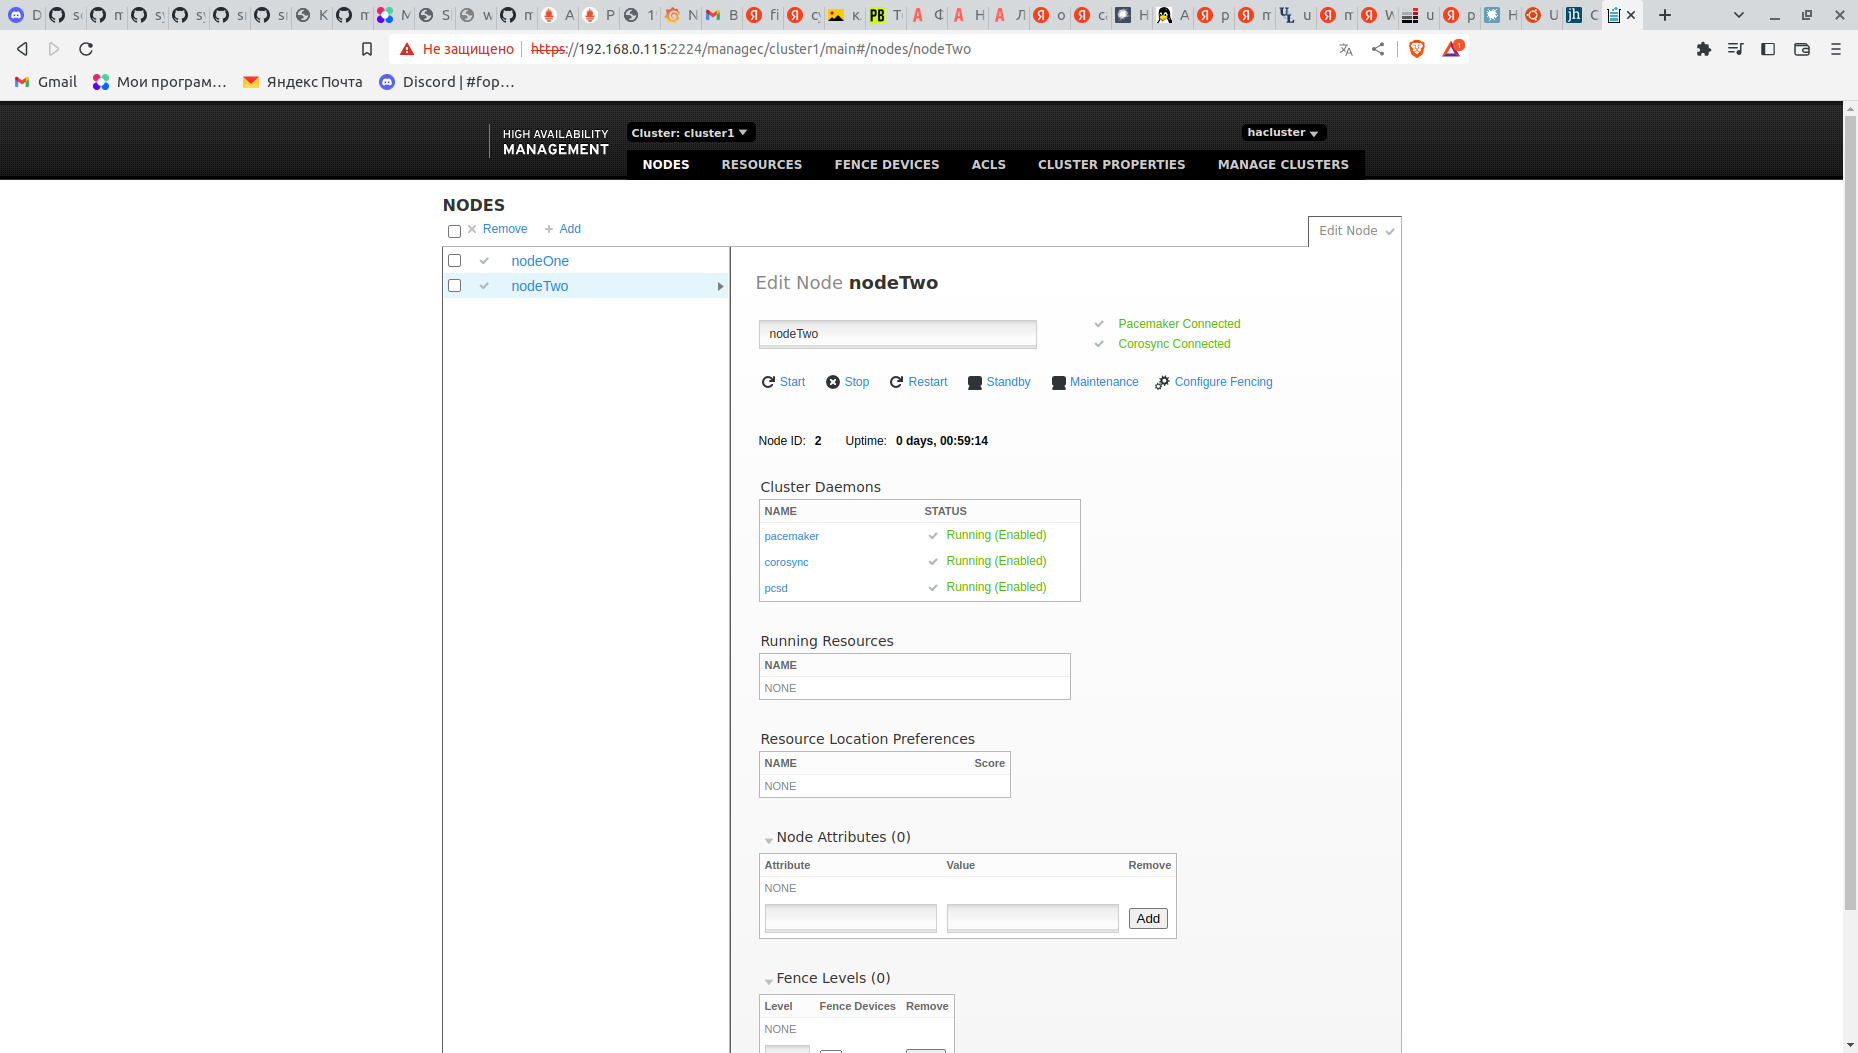 Не защищено https://192.168.0.115:2224/managec/cluster1/main#/nodes/nodeTwo
1
Gmail Мои програм… Яндекс Почта Discord | #fop…
HIGH AVAILABILITY
MANAGEMENT
Cluster: cluster1
hacluster
NODES RESOURCES FENCE DEVICES ACLS CLUSTER PROPERTIES MANAGE CLUSTERS
NODES
Remove Add
Edit Node
nodeOne
nodeTwo
Edit Node nodeTwo
nodeTwo
Pacemaker Connected
Corosync Connected
Start Stop Restart Standby Maintenance Configure Fencing
Node ID: 2 Uptime: 0 days, 00:59:14
Cluster Daemons
NAME STATUS
pacemaker Running (Enabled)
corosync Running (Enabled)
pcsd Running (Enabled)
Running Resources
NAME
NONE
Resource Location Preferences
NAME Score
NONE
Node Attributes (0)
Attribute Value Remove
NONE
Add
Fence Levels (0)
Level Fence Devices Remove
NONE